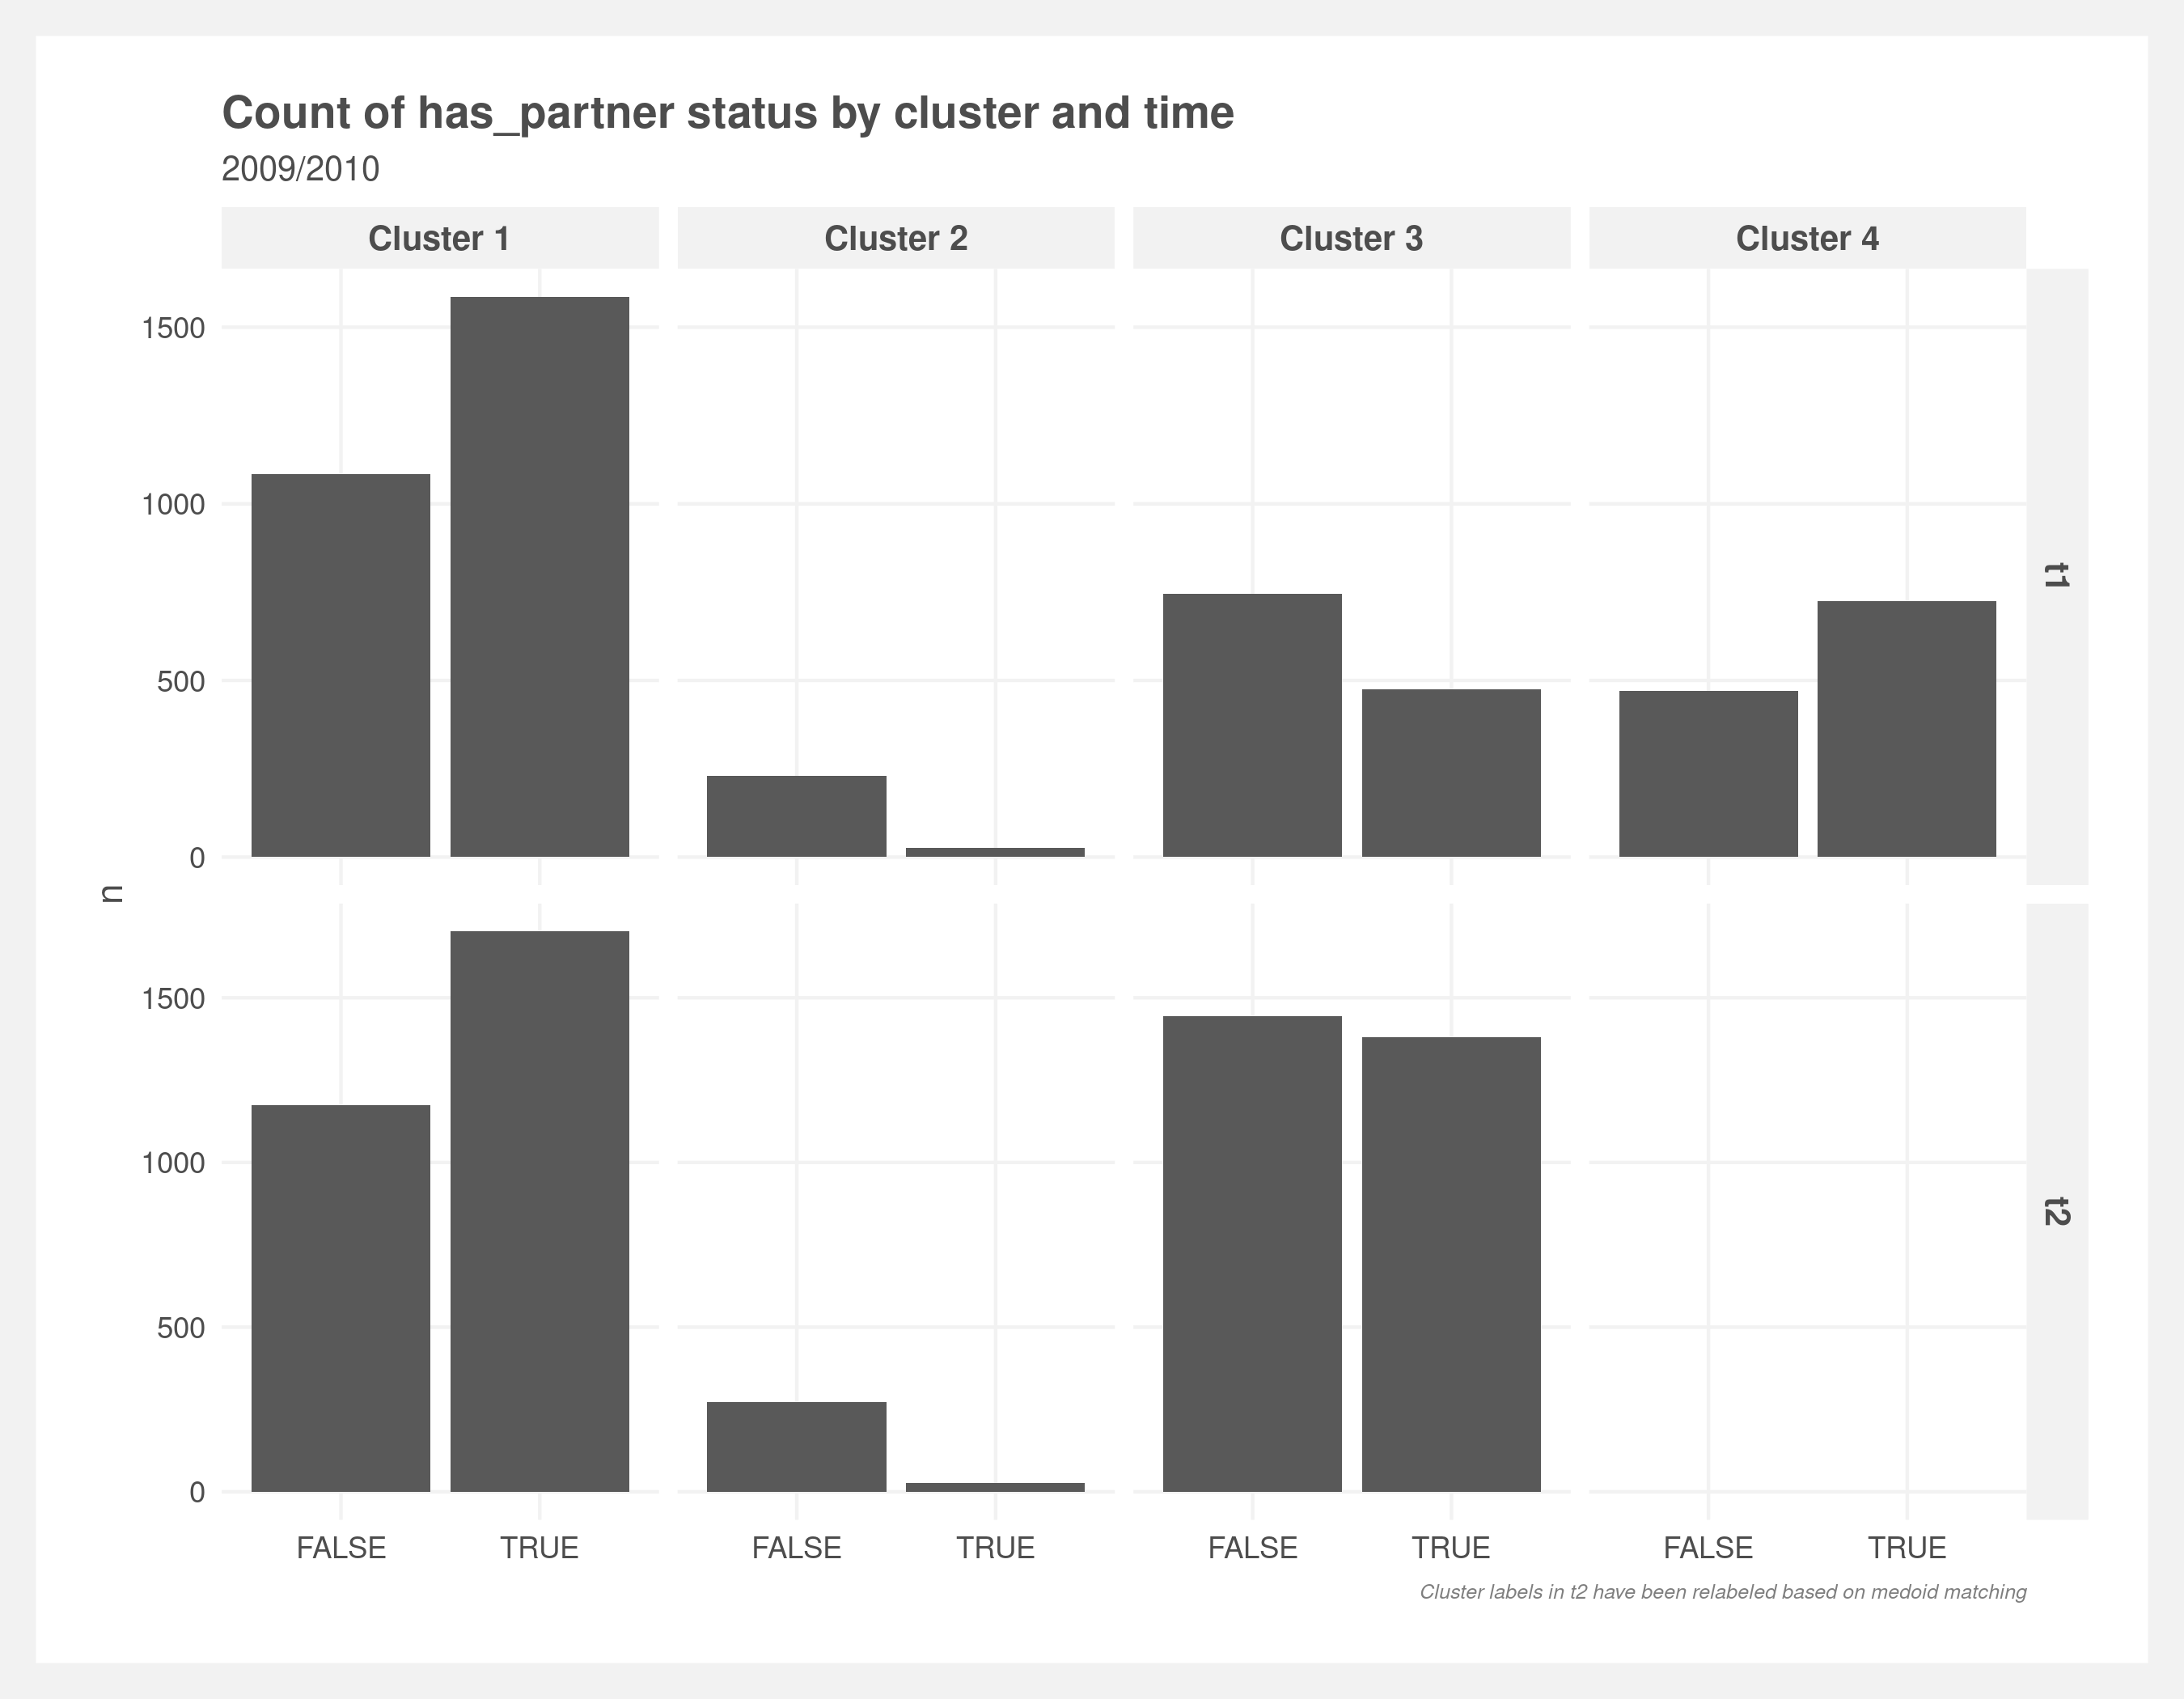 Count of has_partner status by cluster and time
2009/2010
Cluster 1 Cluster 2 Cluster 3 Cluster 4
1500
1000
500
0
t1
n
1500
1000
500
0
t2
FALSE TRUE FALSE TRUE FALSE TRUE FALSE TRUE
Cluster labels in t2 have been relabeled based on medoid matching